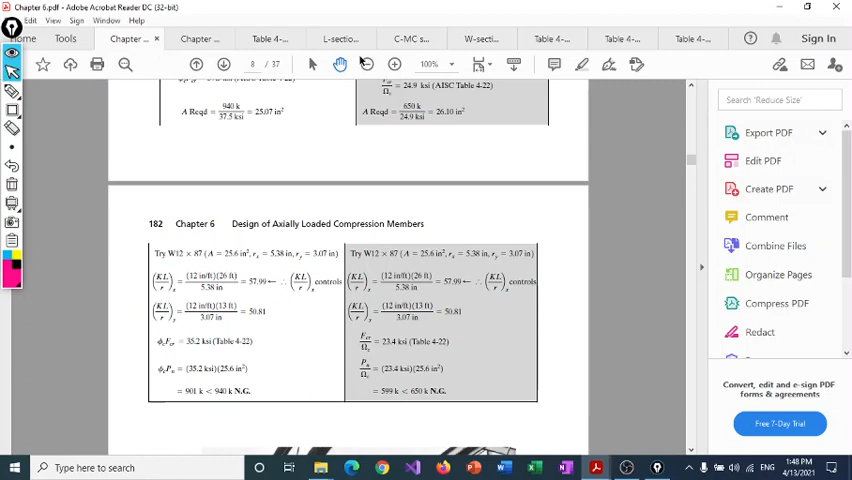 Chapter 6.pdf - Adobe Acrobat Reader DC (32-bit)
Edit View Sign Window Help
Home Tools Chapter ... × Chapter ... Table 4-... L-sectio... C-MC s... W-secti... Table 4-... Table 4-... Table 4-... Sign In
8 / 37 100%
= 24.9 ksi (AISC Table 4-22)
Ωc
A Reqd = 940 k / 37.5 ksi = 25.07 in²
A Reqd = 650 k / 24.9 ksi = 26.10 in²
182 Chapter 6 Design of Axially Loaded Compression Members
Try W12 × 87 (A = 25.6 in², rx = 5.38 in, ry = 3.07 in)
(KL/r)x = (12 in/ft)(26 ft) / 5.38 in = 57.99 ← ∴ (KL/r)x controls
(KL/r)y = (12 in/ft)(13 ft) / 3.07 in = 50.81
ϕcFcr = 35.2 ksi (Table 4-22)
ϕcPn = (35.2 ksi)(25.6 in²)
= 901 k < 940 k N.G.
Try W12 × 87 (A = 25.6 in², rx = 5.38 in, ry = 3.07 in)
(KL/r)x = (12 in/ft)(26 ft) / 5.38 in = 57.99 ← ∴ (KL/r)x controls
(KL/r)y = (12 in/ft)(13 ft) / 3.07 in = 50.81
Fcr/Ωc = 23.4 ksi (Table 4-22)
Pn/Ωc = (23.4 ksi)(25.6 in²)
= 599 k < 650 k N.G.
Search 'Reduce Size'
Export PDF
Edit PDF
Create PDF
Comment
Combine Files
Organize Pages
Compress PDF
Redact
Convert, edit and e-sign PDF
forms & agreements
Free 7-Day Trial
Type here to search
ENG
1:48 PM
4/13/2021